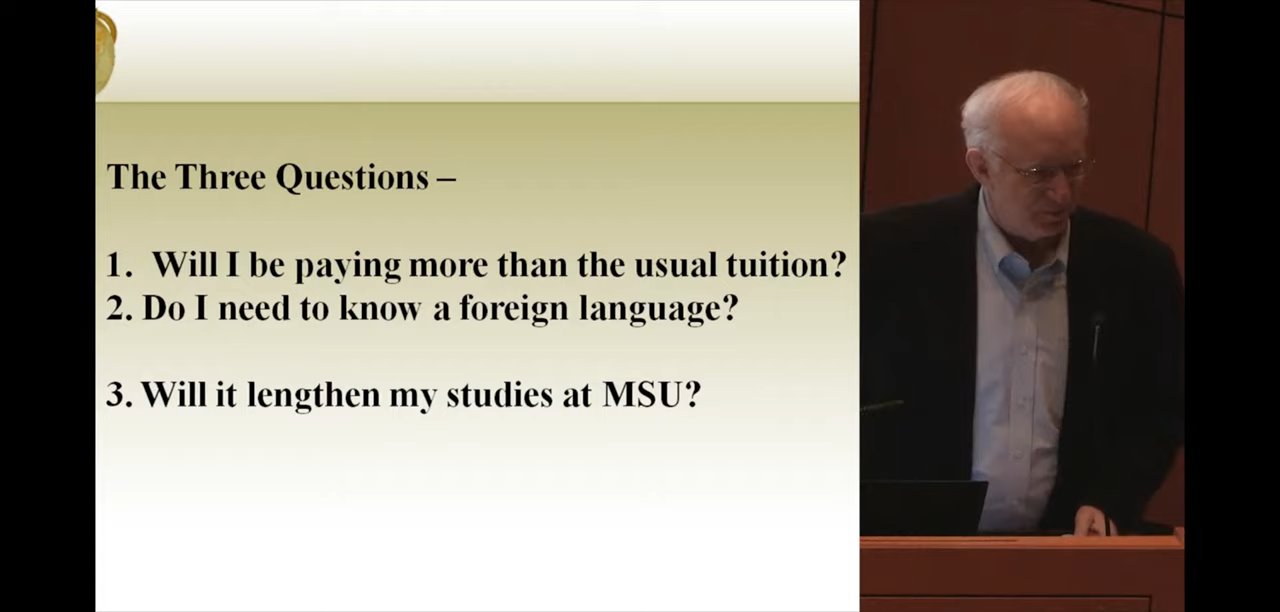 The Three Questions –
1. Will I be paying more than the usual tuition?
2. Do I need to know a foreign language?
3. Will it lengthen my studies at MSU?